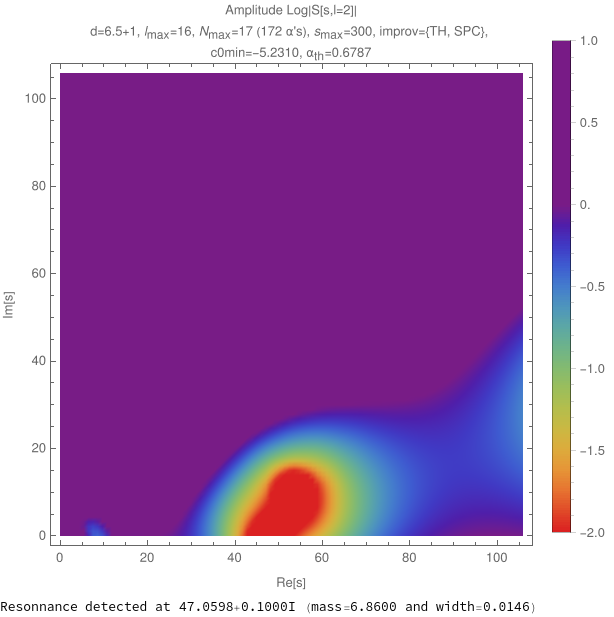 Amplitude Log|S[s,l=2]|
d=6.5+1, lmax=16, Nmax=17 (172 α's), smax=300, improv={TH, SPC},
c0min=-5.2310, αth=0.6787
1.0
0.5
0.
-0.5
-1.0
-1.5
-2.0
100
80
60
40
20
0
Im[s]
0 20 40 60 80 100
Re[s]
Resonnance detected at 47.0598+0.1000I (mass=6.8600 and width=0.0146)